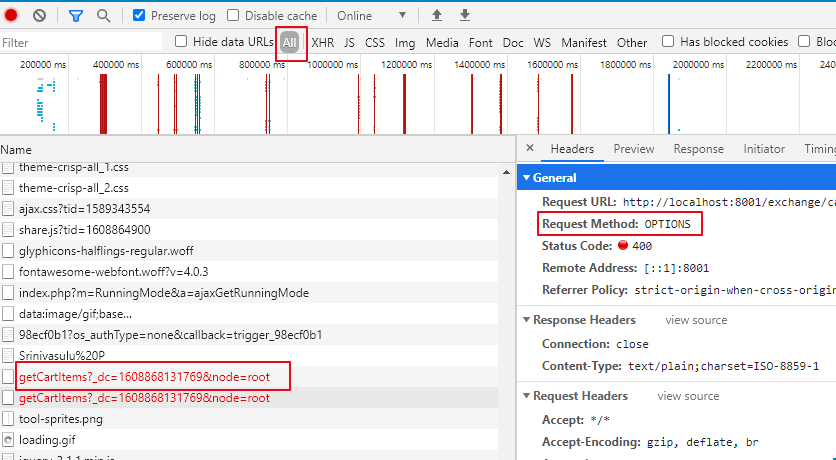 Preserve log Disable cache Online
Filter Hide data URLs All XHR JS CSS Img Media Font Doc WS Manifest Other Has blocked cookies Bloc
200000 ms 400000 ms 600000 ms 800000 ms 1000000 ms 1200000 ms 1400000 ms 1600000 ms 1800000 ms 2000000 ms 2200000 ms
Name
theme-crisp-all_1.css
theme-crisp-all_2.css
ajax.css?tid=1589343554
share.js?tid=1608864900
glyphicons-halflings-regular.woff
fontawesome-webfont.woff?v=4.0.3
index.php?m=RunningMode&a=ajaxGetRunningMode
data:image/gif;base...
98ecf0b1?os_authType=none&callback=trigger_98ecf0b1
Srinivasulu%20P
getCartItems?_dc=1608868131769&node=root
getCartItems?_dc=1608868131769&node=root
tool-sprites.png
loading.gif
× Headers Preview Response Initiator Timing
General
Request URL: http://localhost:8001/exchange/ca
Request Method: OPTIONS
Status Code: 400
Remote Address: [::1]:8001
Referrer Policy: strict-origin-when-cross-origin
Response Headers view source
Connection: close
Content-Type: text/plain;charset=ISO-8859-1
Request Headers view source
Accept: */*
Accept-Encoding: gzip, deflate, br